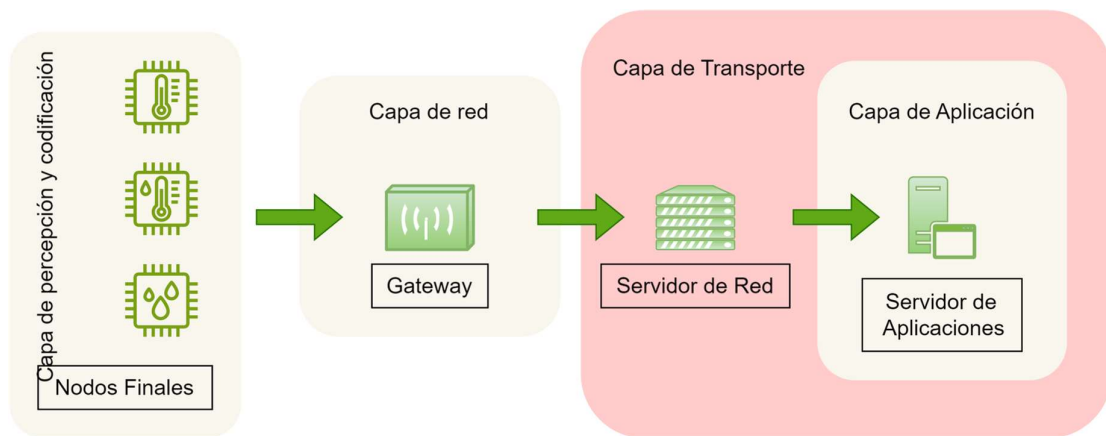 Capa de percepción y codificación
Nodos Finales
Capa de red
Gateway
Capa de Transporte
Servidor de Red
Capa de Aplicación
Servidor de
Aplicaciones